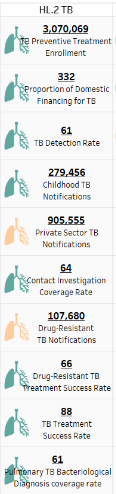 HL.2 TB
3,070,069
TB Preventive Treatment
Enrollment
332
Proportion of Domestic
Financing for TB
61
TB Detection Rate
279,456
Childhood TB
Notifications
905,555
Private Sector TB
Notifications
64
Contact Investigation
Coverage Rate
107,680
Drug-Resistant
TB Notifications
66
Drug-Resistant TB
Treatment Success Rate
88
TB Treatment
Success Rate
61
Pulmonary TB Bacteriological
Diagnosis coverage rate